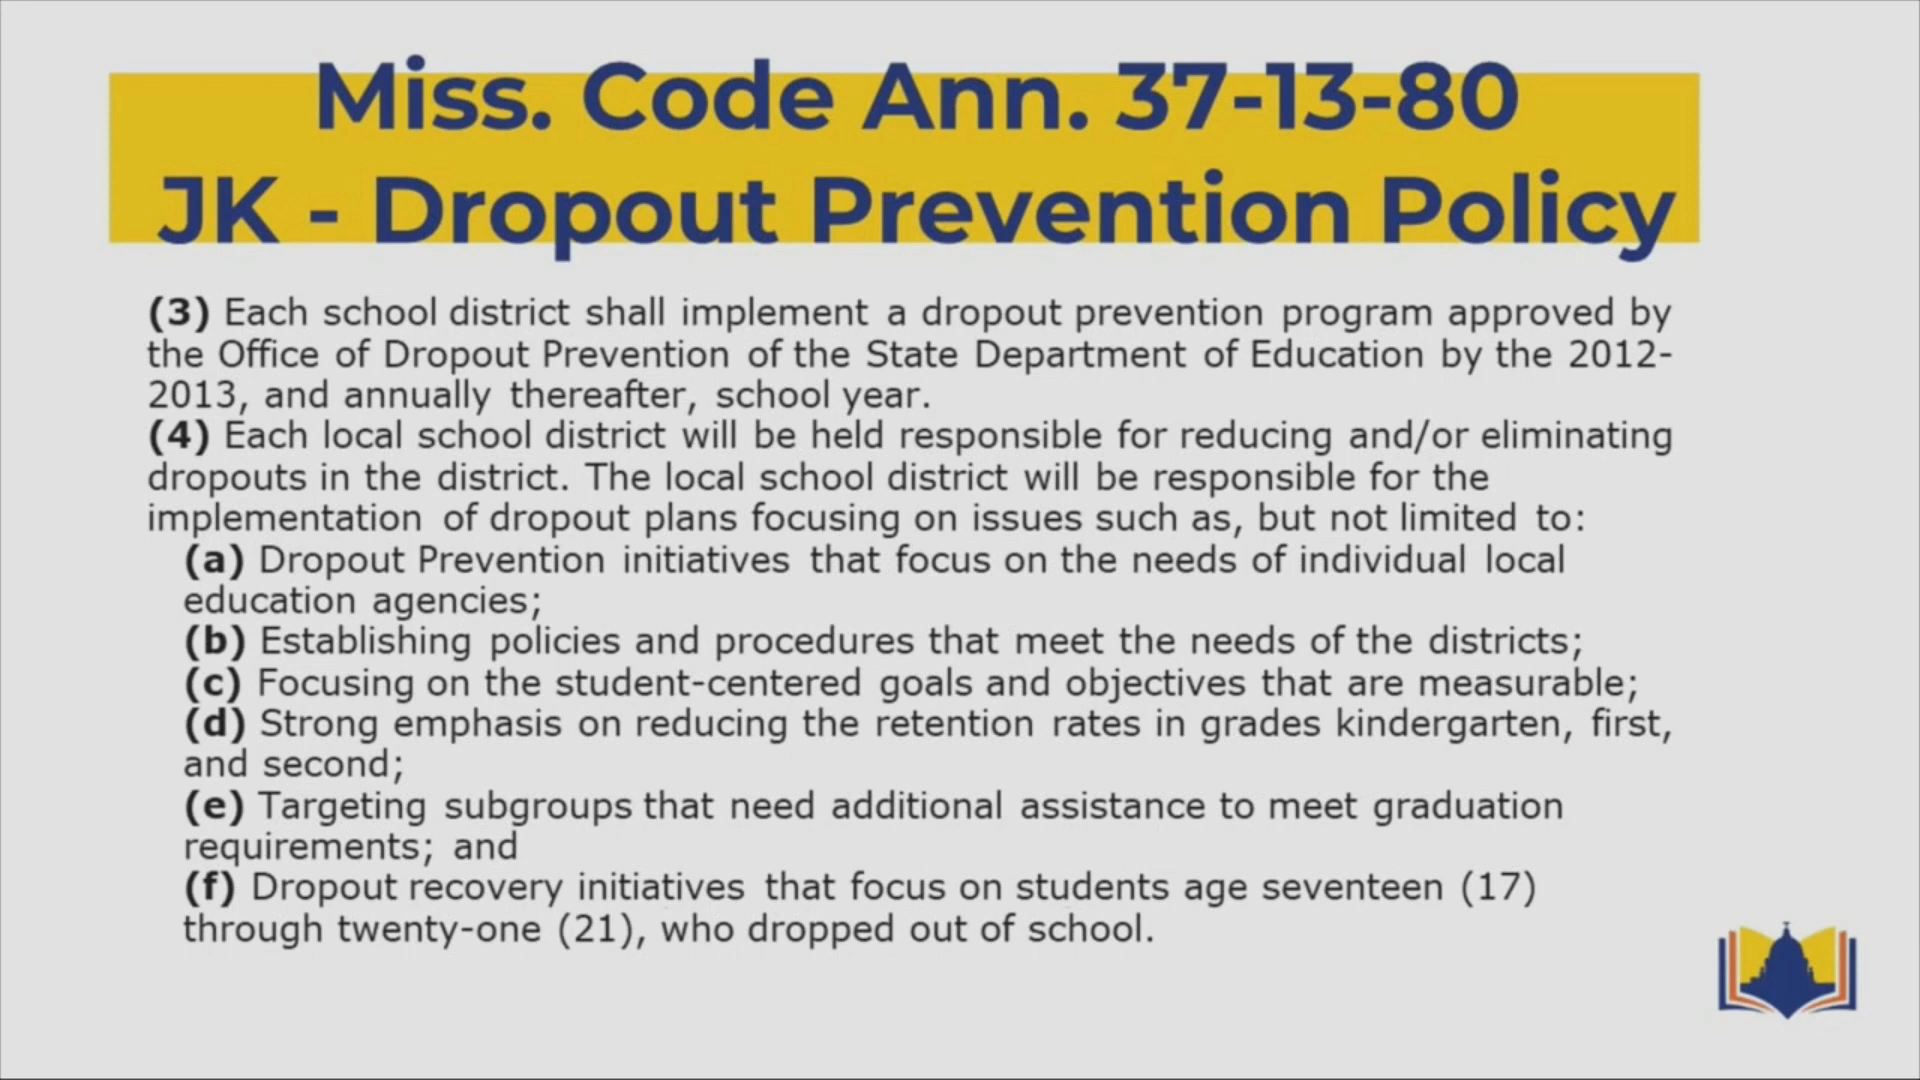 Miss. Code Ann. 37-13-80
JK - Dropout Prevention Policy
(3) Each school district shall implement a dropout prevention program approved by
the Office of Dropout Prevention of the State Department of Education by the 2012-
2013, and annually thereafter, school year.
(4) Each local school district will be held responsible for reducing and/or eliminating
dropouts in the district. The local school district will be responsible for the
implementation of dropout plans focusing on issues such as, but not limited to:
(a) Dropout Prevention initiatives that focus on the needs of individual local
education agencies;
(b) Establishing policies and procedures that meet the needs of the districts;
(c) Focusing on the student-centered goals and objectives that are measurable;
(d) Strong emphasis on reducing the retention rates in grades kindergarten, first,
and second;
(e) Targeting subgroups that need additional assistance to meet graduation
requirements; and
(f) Dropout recovery initiatives that focus on students age seventeen (17)
through twenty-one (21), who dropped out of school.